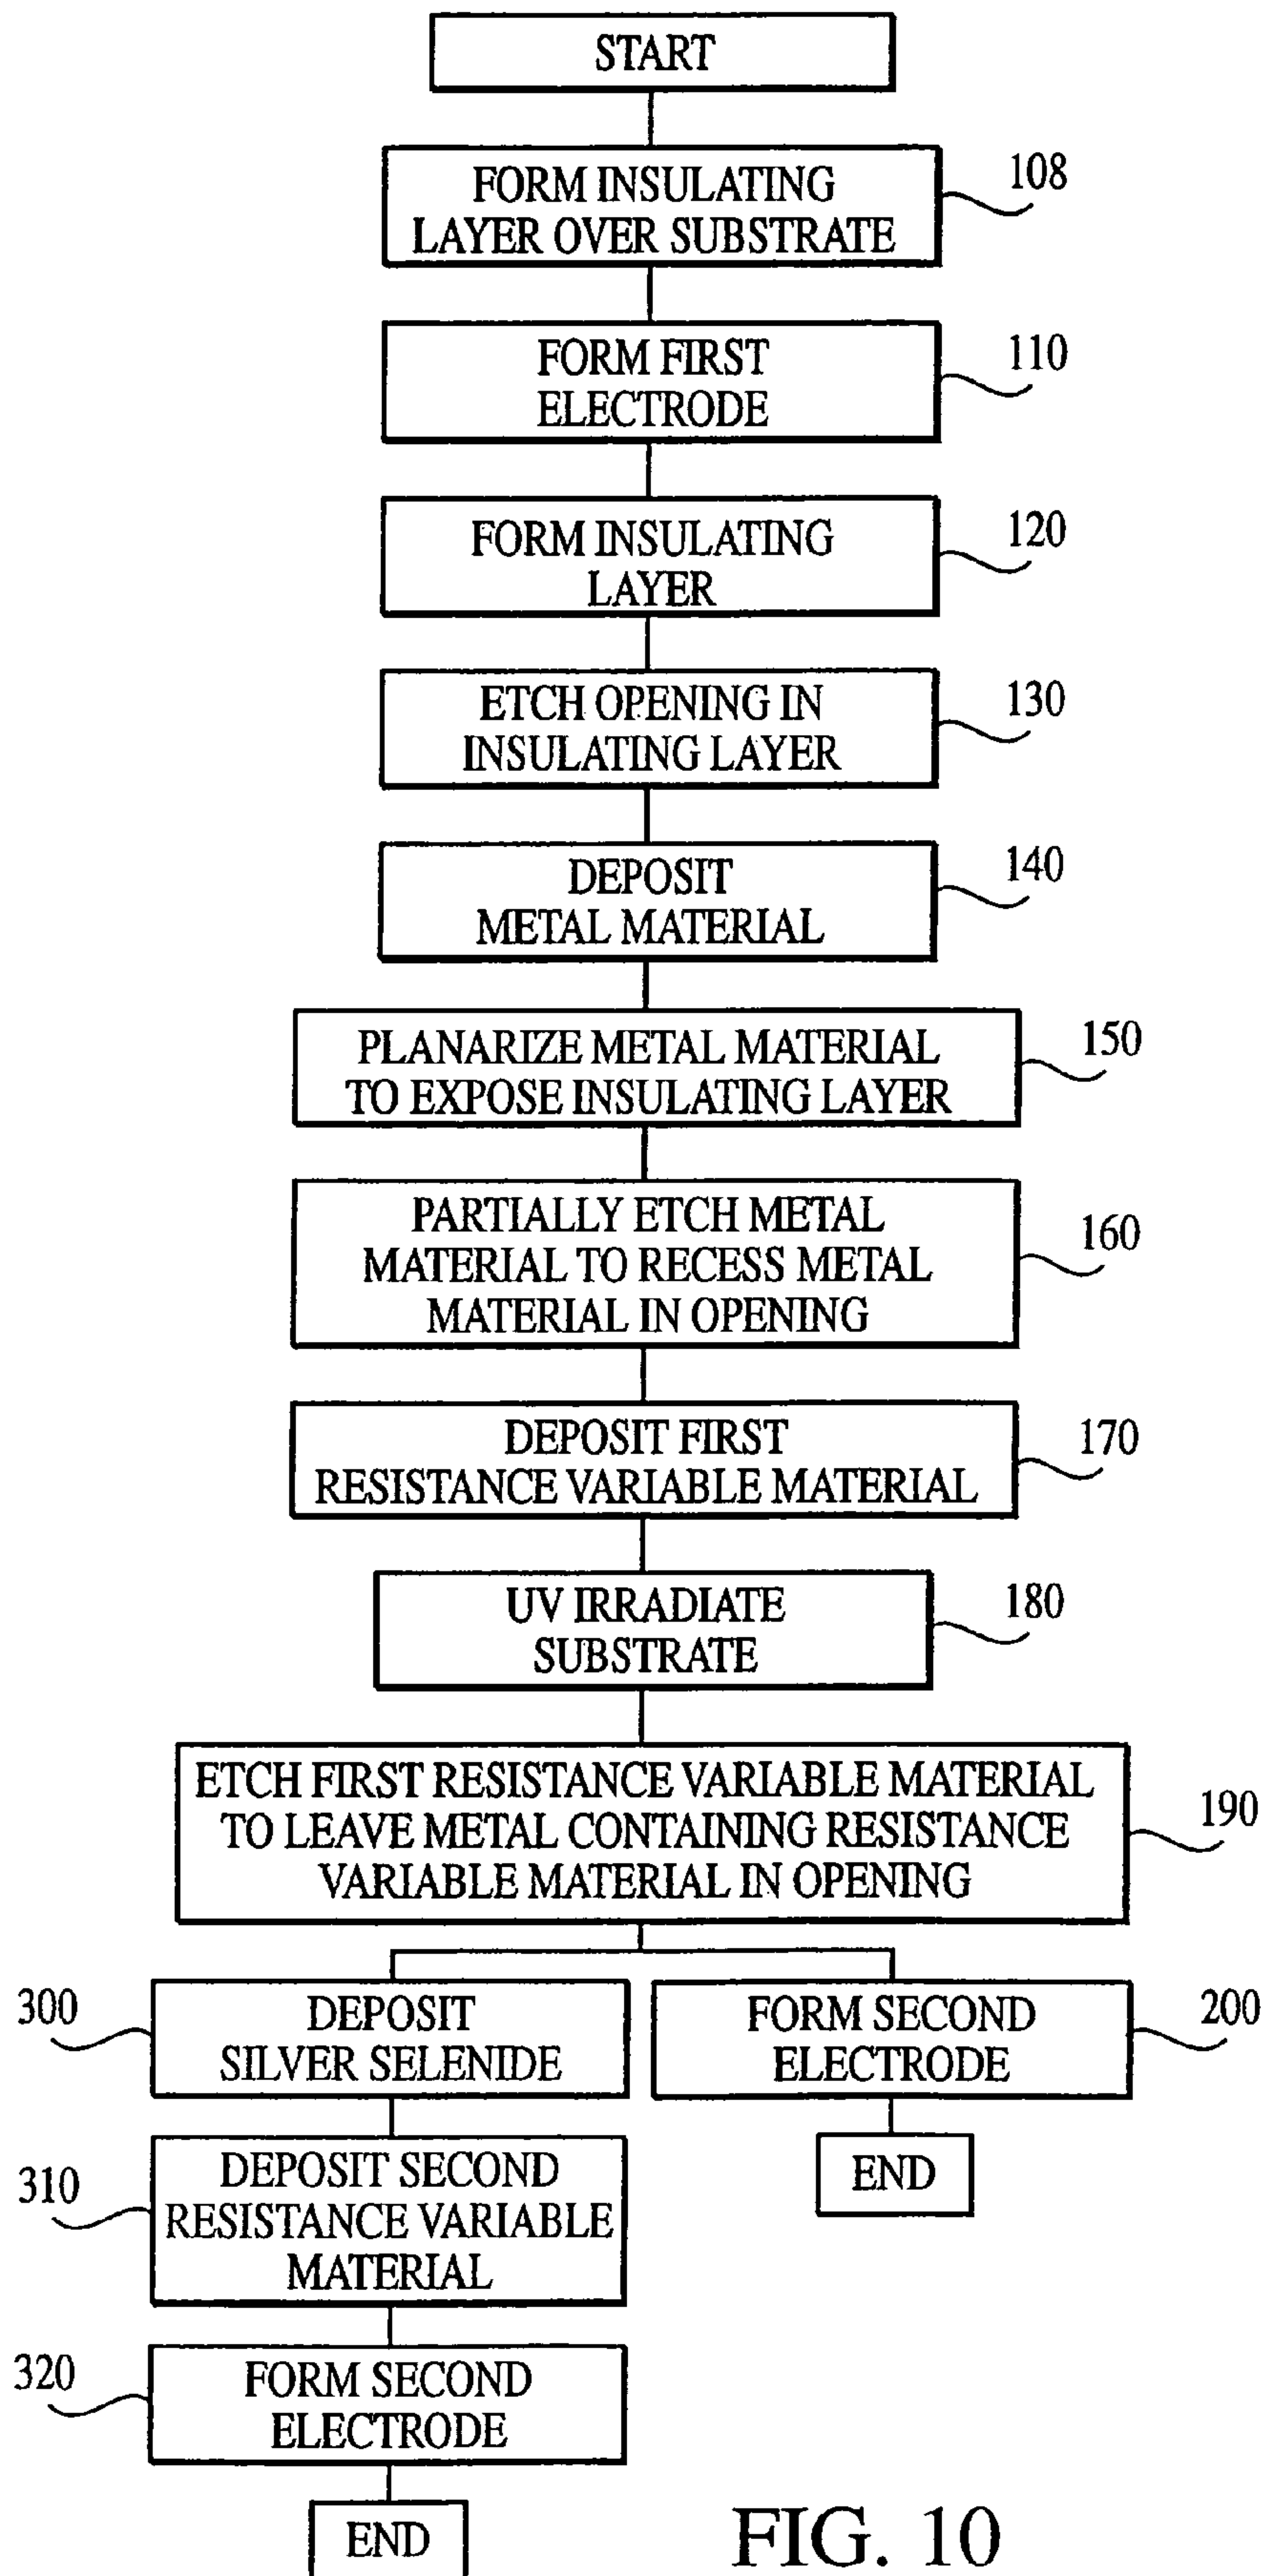 START
FORM INSULATING
LAYER OVER SUBSTRATE
108
FORM FIRST
ELECTRODE
110
FORM INSULATING
LAYER
120
ETCH OPENING IN
INSULATING LAYER
130
DEPOSIT
METAL MATERIAL
140
PLANARIZE METAL MATERIAL
TO EXPOSE INSULATING LAYER
150
PARTIALLY ETCH METAL
MATERIAL TO RECESS METAL
MATERIAL IN OPENING
160
DEPOSIT FIRST
RESISTANCE VARIABLE MATERIAL
170
UV IRRADIATE
SUBSTRATE
180
ETCH FIRST RESISTANCE VARIABLE MATERIAL
TO LEAVE METAL CONTAINING RESISTANCE
VARIABLE MATERIAL IN OPENING
190
300
DEPOSIT
SILVER SELENIDE
FORM SECOND
ELECTRODE
200
310
DEPOSIT SECOND
RESISTANCE VARIABLE
MATERIAL
END
320
FORM SECOND
ELECTRODE
END
FIG. 10